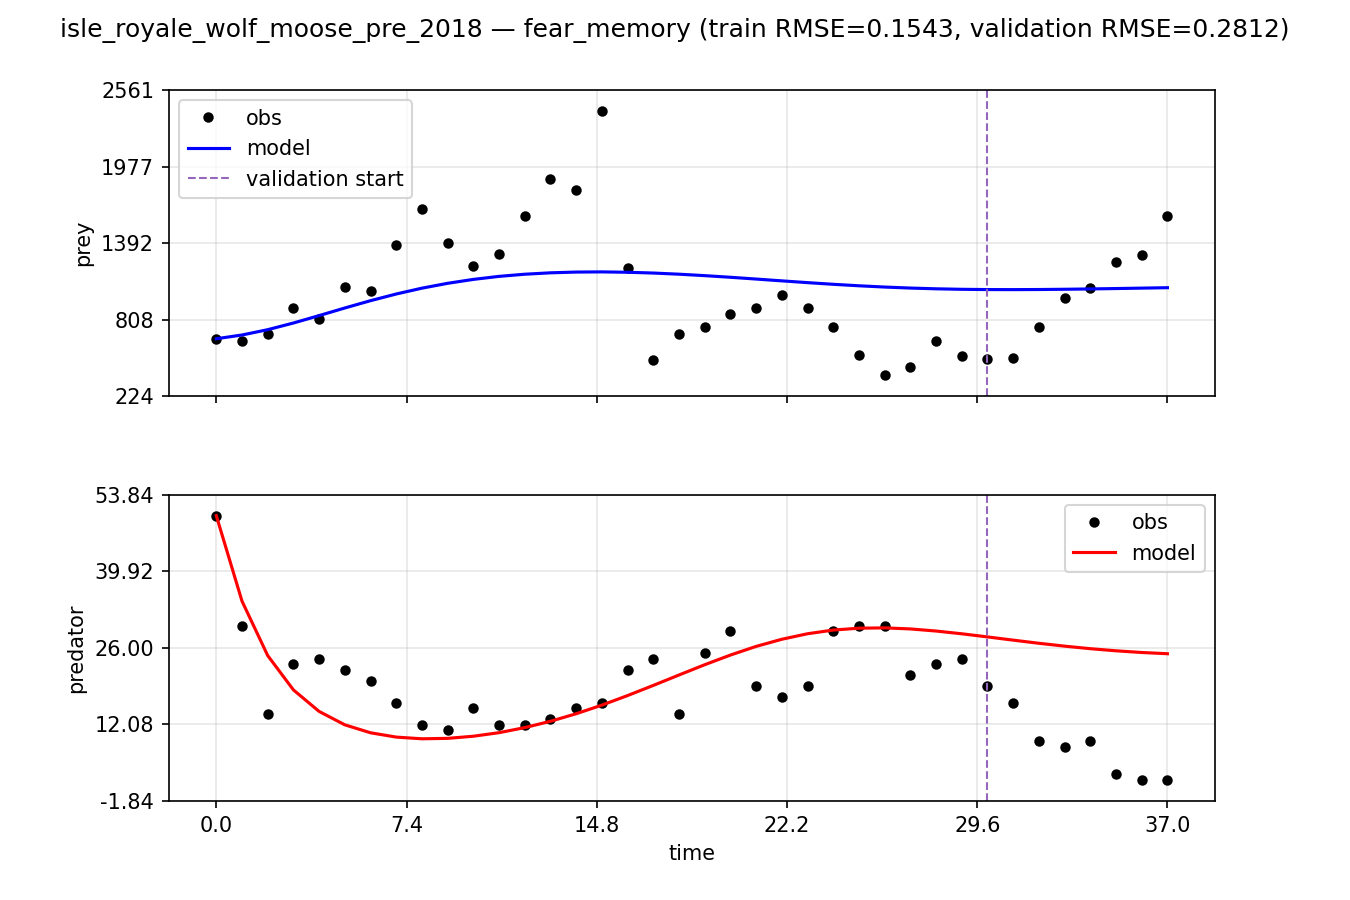 isle_royale_wolf_moose_pre_2018 — fear_memory (train RMSE=0.1543, validation RMSE=0.2812)
2561
1977
1392
808
224
prey
obs
model
validation start
53.84
39.92
26.00
12.08
-1.84
predator
obs
model
0.0
7.4
14.8
22.2
29.6
37.0
time